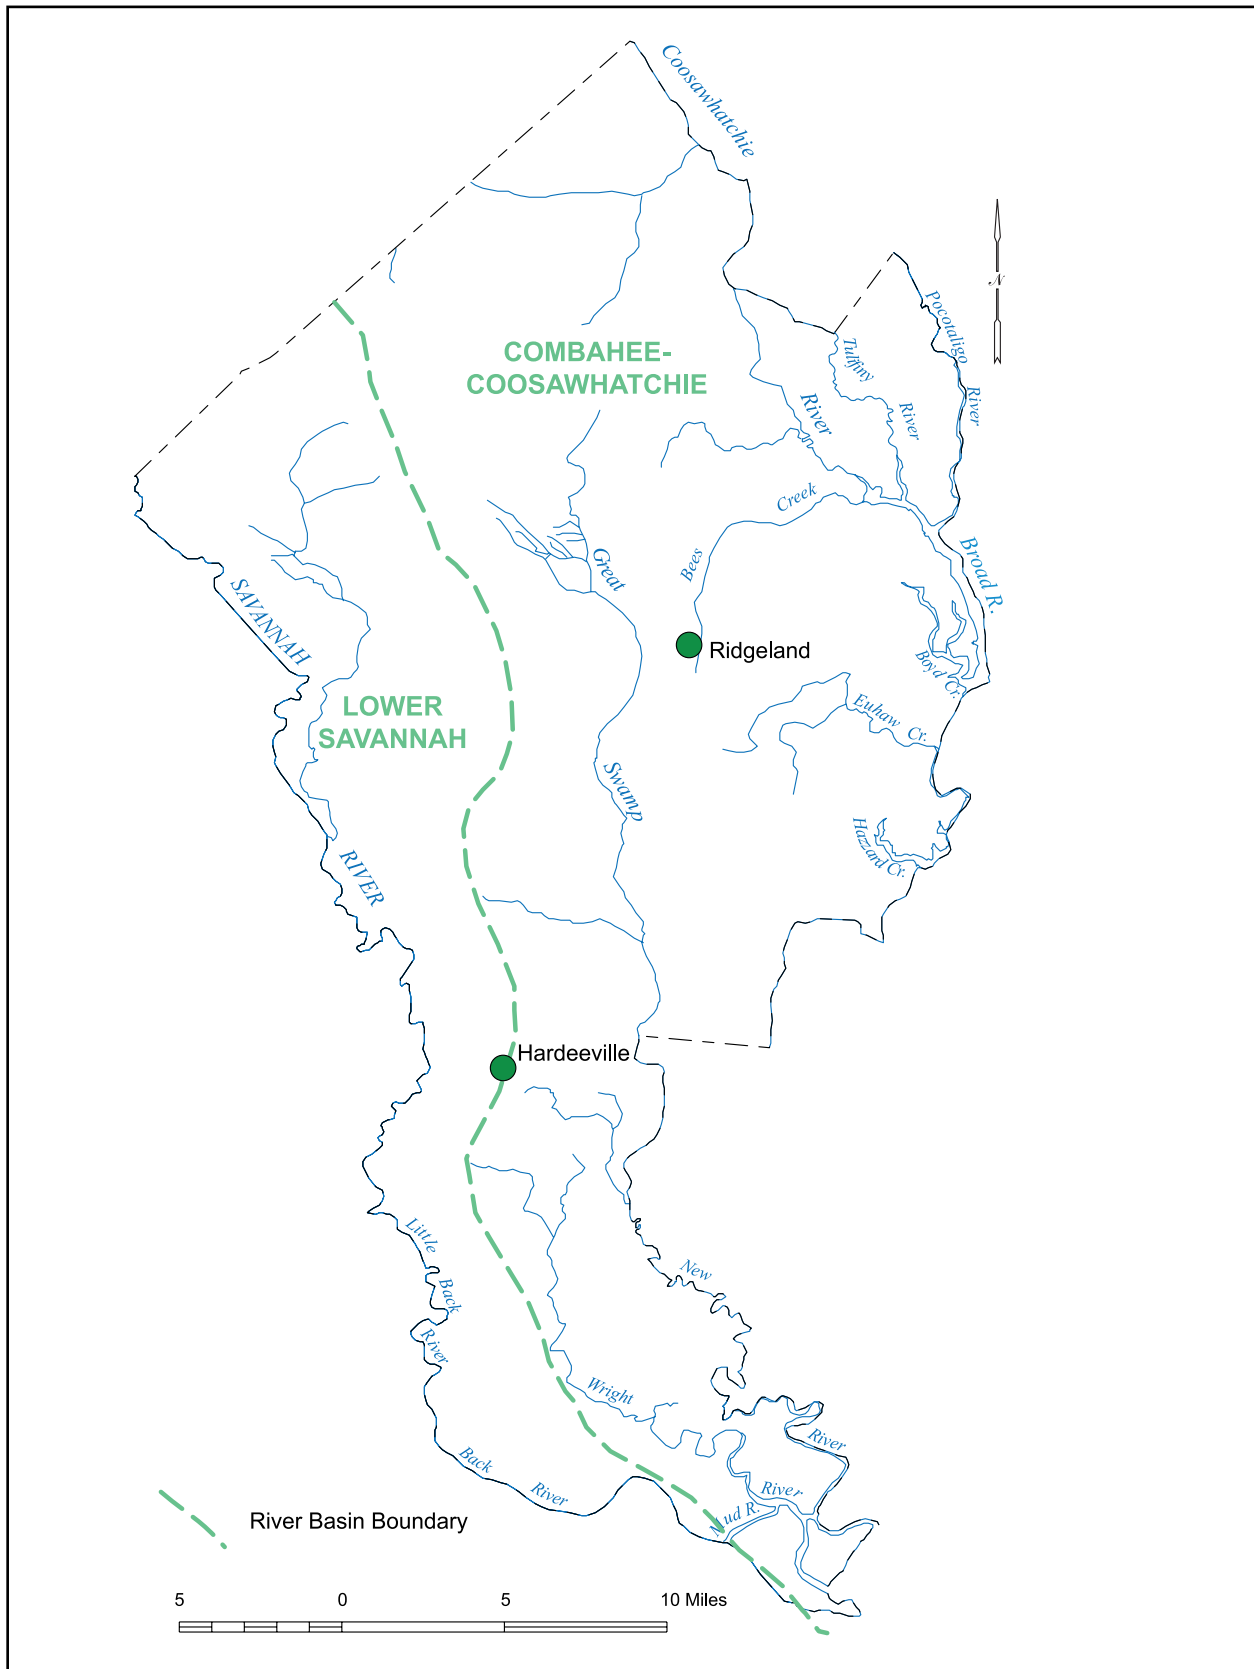 Coosawhatchie
River
N
Pocotaligo
River
Tulifiny
River
COMBAHEE-
COOSAWHATCHIE
Bees
Creek
Great
Swamp
Broad R.
SAVANNAH
RIVER
Ridgeland
Boyd Cr.
Euhaw Cr.
LOWER
SAVANNAH
Hazzard Cr.
Hardeeville
Little
Back
River
New
River
Wright
River
Back
River
Mud R.
River Basin Boundary
5 0 5 10 Miles